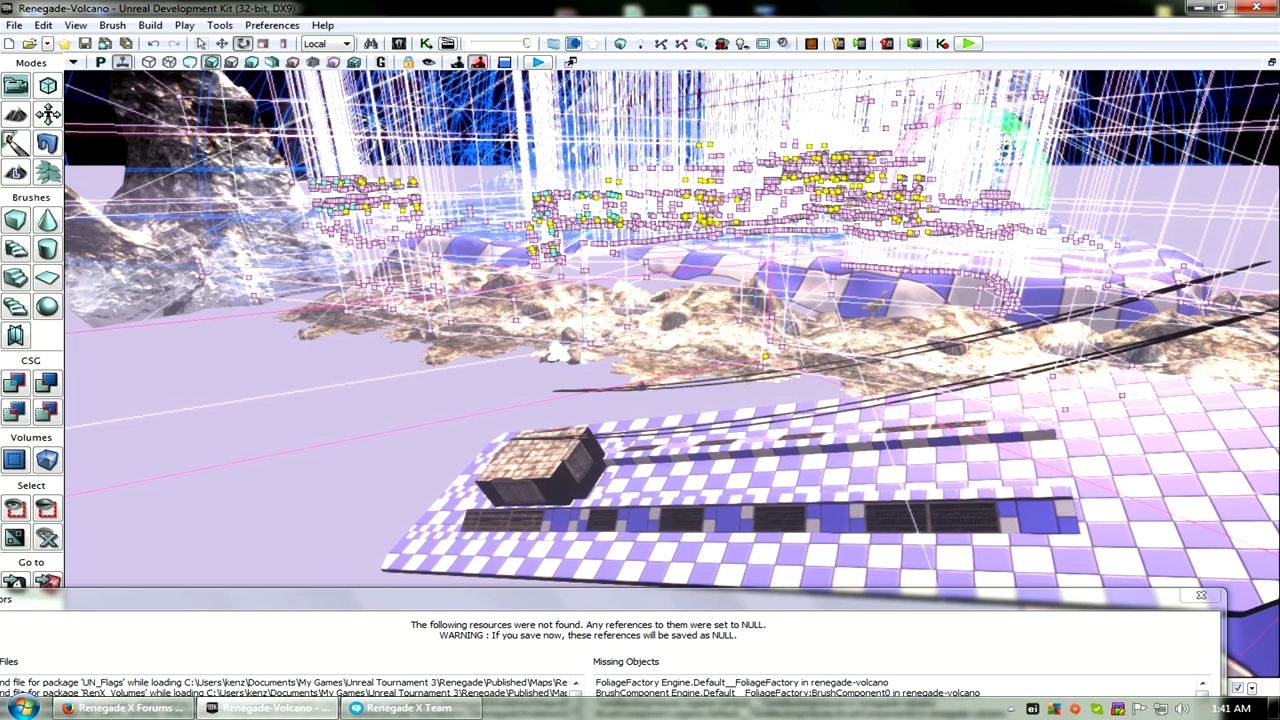 Renegade-Volcano - Unreal Development Kit (32-bit, DX9)
File Edit View Brush Build Play Tools Preferences Help
Local
Modes
P G
Brushes
CSG
Volumes
Select
Go to
ors
The following resources were not found. Any references to them were set to NULL.
WARNING : If you save now, these references will be saved as NULL.
Files
Missing Objects
nd file for package 'UN_Flags' while loading C:\Users\kenz\Documents\My Games\Unreal Tournament 3\Renegade\Published\Maps\Re
FoliageFactory Engine.Default__FoliageFactory in renegade-volcano
nd file for package 'RenX_Volumes' while loading C:\Users\kenz\Documents\My Games\Unreal Tournament 3\Renegade\Published\Ma
BrushComponent Engine.Default__FoliageFactory:BrushComponent0 in renegade-volcano
Renegade X Forums ...
Renegade-Volcano - ...
Renegade X Team
1:41 AM